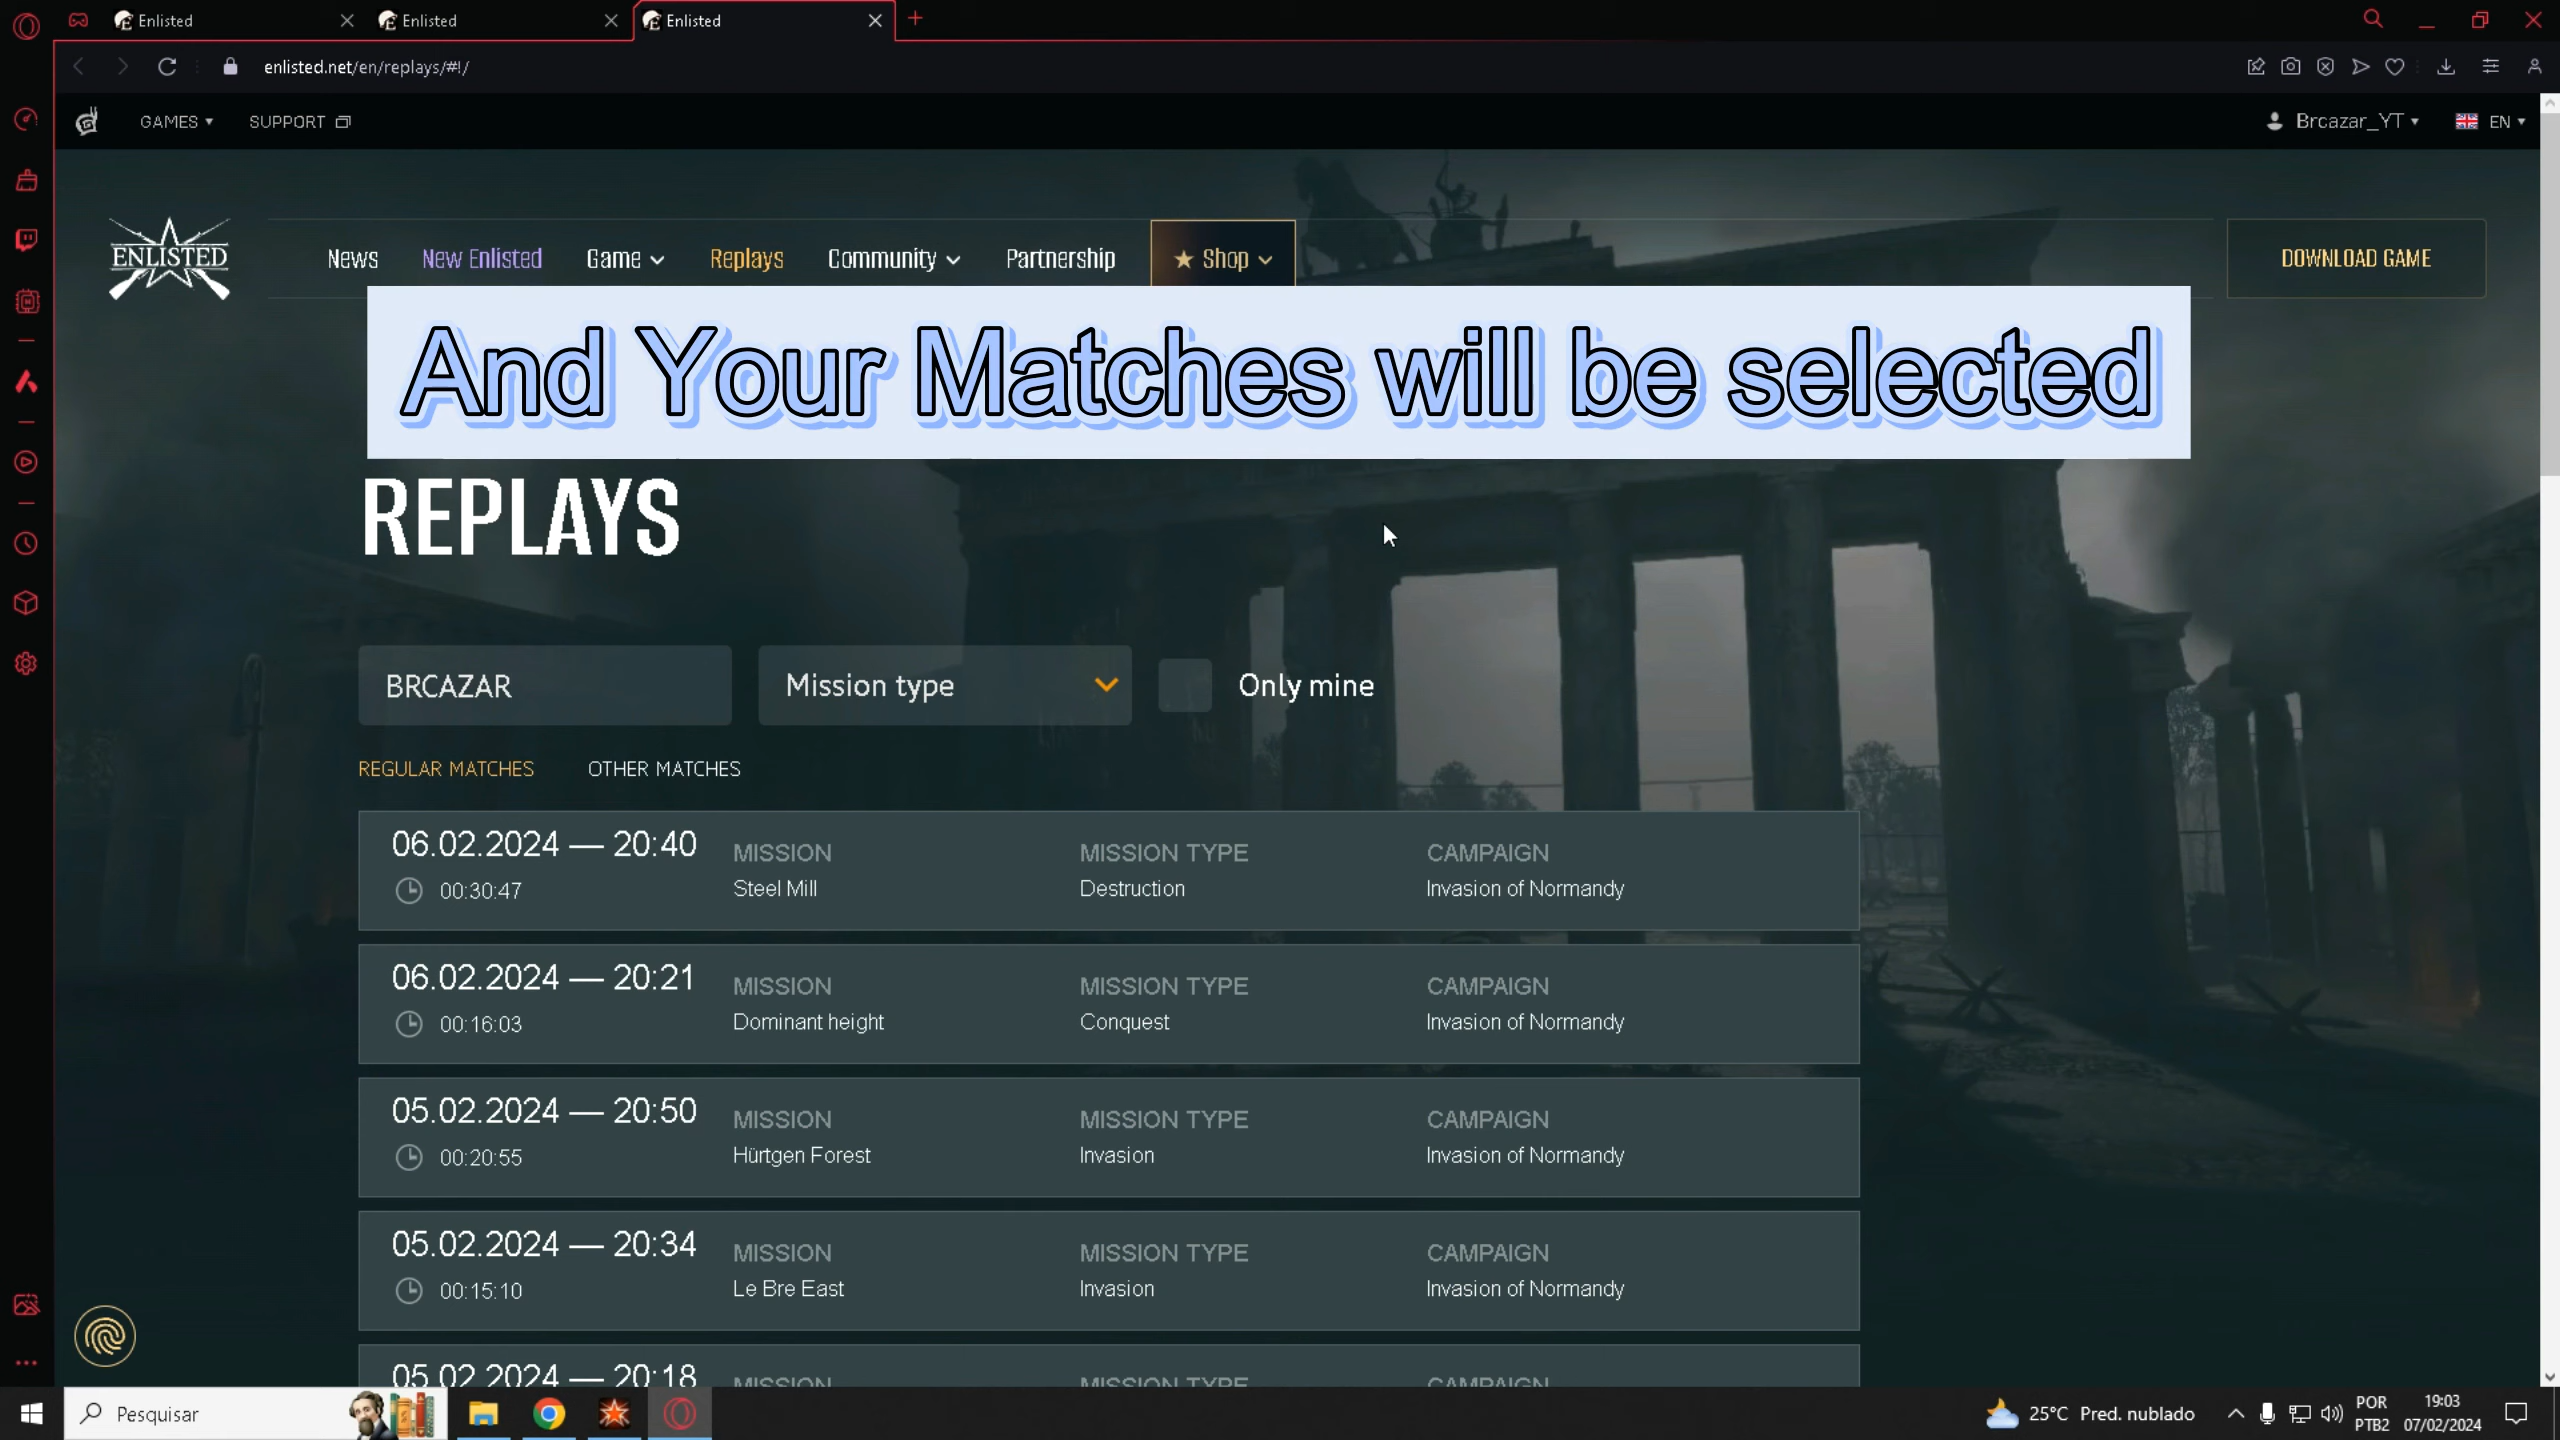 Enlisted
Enlisted
Enlisted
enlisted.net/en/replays/#!/
GAMES
SUPPORT
Brcazar_YT
EN
ENLISTED
News
New Enlisted
Game
Replays
Community
Partnership
★ Shop
DOWNLOAD GAME
And Your Matches will be selected
REPLAYS
BRCAZAR
Mission type
Only mine
REGULAR MATCHES
OTHER MATCHES
06.02.2024 — 20:40
00:30:47
MISSION
Steel Mill
MISSION TYPE
Destruction
CAMPAIGN
Invasion of Normandy
06.02.2024 — 20:21
00:16:03
MISSION
Dominant height
MISSION TYPE
Conquest
CAMPAIGN
Invasion of Normandy
05.02.2024 — 20:50
00:20:55
MISSION
Hürtgen Forest
MISSION TYPE
Invasion
CAMPAIGN
Invasion of Normandy
05.02.2024 — 20:34
00:15:10
MISSION
Le Bre East
MISSION TYPE
Invasion
CAMPAIGN
Invasion of Normandy
05.02.2024 — 20:18
MISSION
MISSION TYPE
CAMPAIGN
Pesquisar
25°C Pred. nublado
POR
PTB2
19:03
07/02/2024